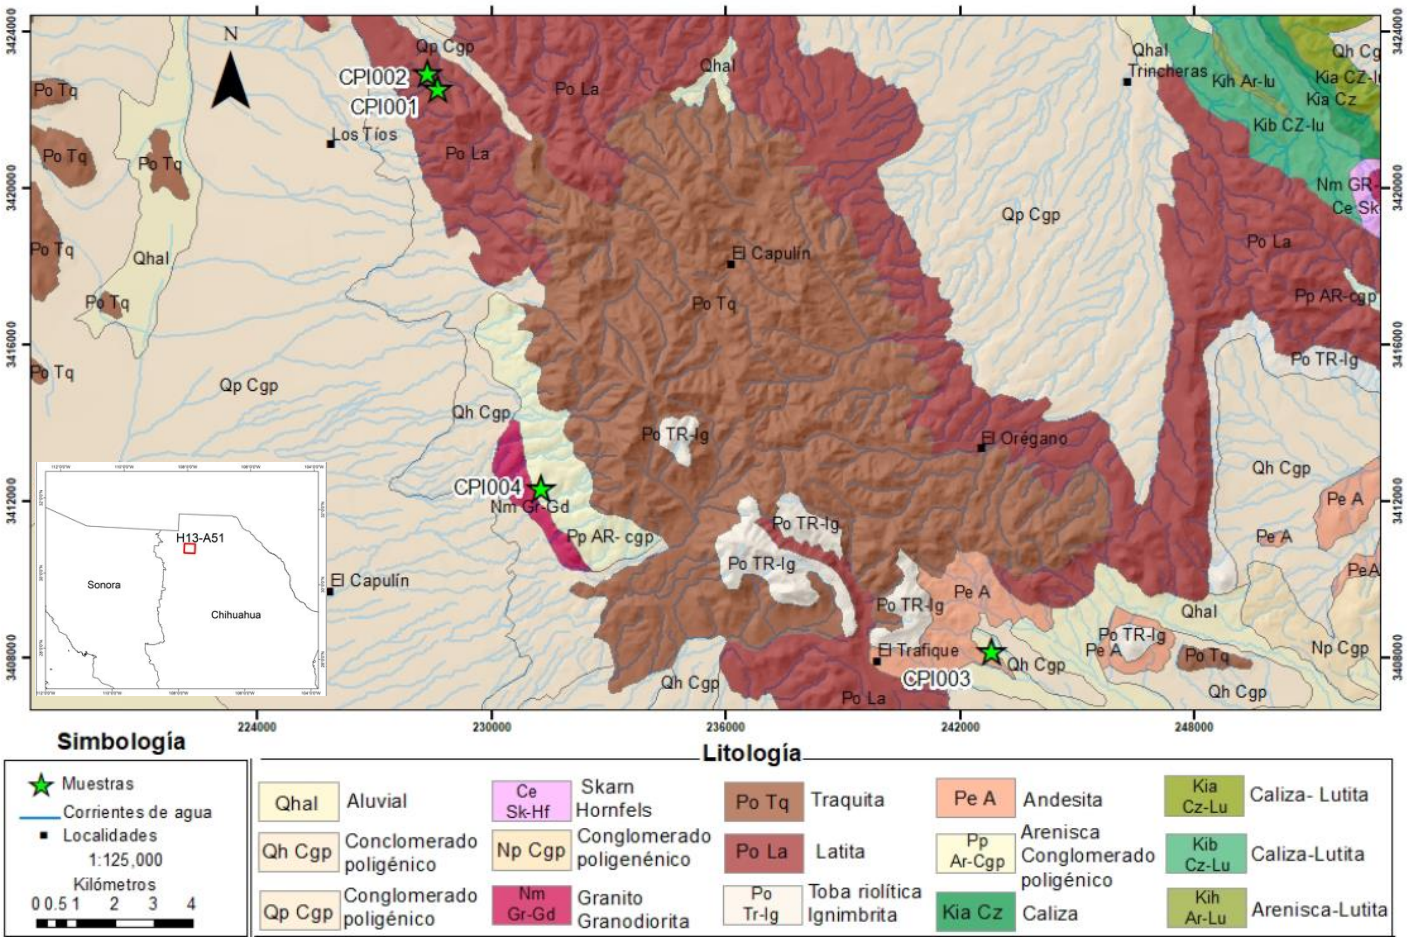 3424000
3424000
N
Qp Cgp
CPI002
CPI001
Po La
Qhal
Qhal
Trincheras
Kih Ar-lu
Kia Cz
Kib CZ-lu
Po Tq
Los Tíos
Po Tq
Po Tq
Po La
3420000
3420000
Nm GR
Ce Sk
Qp Cgp
Po Tq
Qhal
El Capulín
Po La
Po Tq
Po Tq
Pp AR-cgp
3416000
3416000
Po TR-Ig
Po Tq
Qp Cgp
Qh Cgp
Po TR-Ig
El Orégano
Qh Cgp
CPI004
Nm Gr-Gd
Pe A
3412000
3412000
Po TR-Ig
Pp AR- cgp
Pe A
Po TR-Ig
PeA
H13-A51
Sonora
Chihuahua
El Capulín
Po TR-Ig
Pe A
Qhal
El Trafique
CPI003
Qh Cgp
Po TR-Ig
Pe A
Po Tq
Np Cgp
3408000
3408000
Qh Cgp
Po La
Qh Cgp
224000
230000
236000
242000
248000
Simbología
Muestras
Corrientes de agua
Localidades
1:125,000
Kilómetros
0 0.5 1 2 3 4
Litología
Qhal Aluvial
Qh Cgp Conclomerado
poligénico
Qp Cgp Conglomerado
poligénico
Ce
Sk-Hf
Skarn
Hornfels
Np Cgp Conglomerado
poligenénico
Nm
Gr-Gd
Granito
Granodiorita
Po Tq Traquita
Po La Latita
Po
Tr-Ig
Toba riolítica
Ignimbrita
Pe A Andesita
Pp
Ar-Cgp
Arenisca
Conglomerado
poligénico
Kia Cz Caliza
Kia
Cz-Lu
Caliza- Lutita
Kib
Cz-Lu
Caliza-Lutita
Kih
Ar-Lu
Arenisca-Lutita